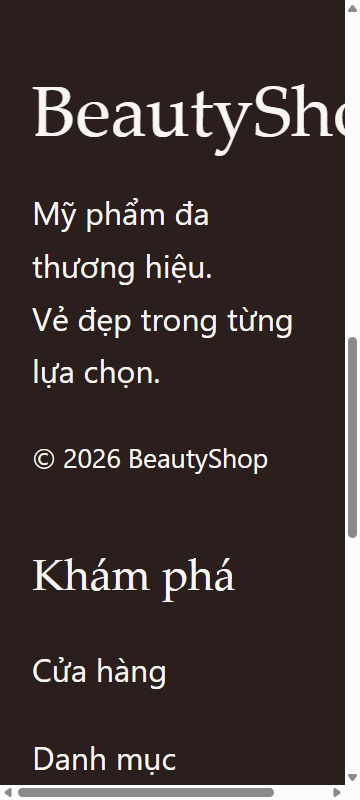 BeautySho
Mỹ phẩm đa
thương hiệu.
Vẻ đẹp trong từng
lựa chọn.
© 2026 BeautyShop
Khám phá
Cửa hàng
Danh mục